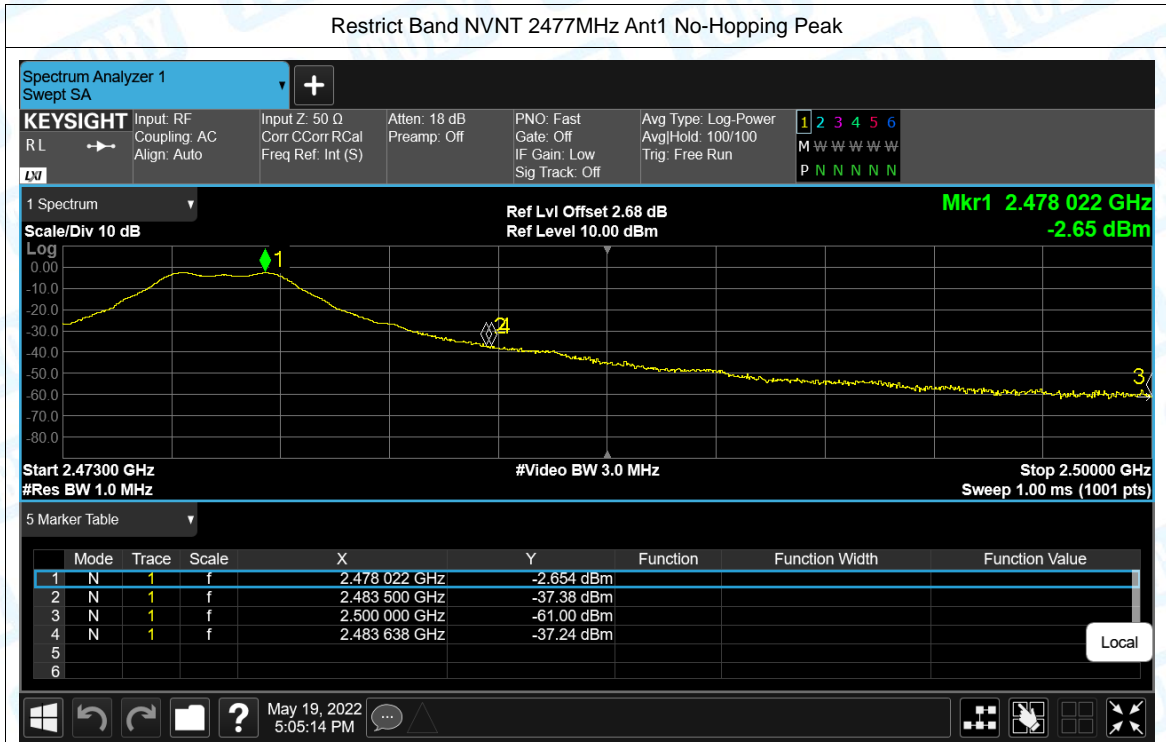 Restrict Band NVNT 2477MHz Ant1 No-Hopping Peak
Spectrum Analyzer 1
Swept SA
+
KEYSIGHT Input: RF Input Z: 50 Ω Atten: 18 dB PNO: Fast Avg Type: Log-Power 1 2 3 4 5 6
RL Coupling: AC Corr CCorr RCal Preamp: Off Gate: Off Avg|Hold: 100/100 M W W W W W
Align: Auto Freq Ref: Int (S) IF Gain: Low Trig: Free Run
LXI Sig Track: Off P N N N N N
1 Spectrum Ref Lvl Offset 2.68 dB Mkr1 2.478 022 GHz
Scale/Div 10 dB Ref Level 10.00 dBm -2.65 dBm
Log
1
0.00
-10.0
-20.0
-30.0 24
-40.0
-50.0 3
-60.0
-70.0
-80.0
Start 2.47300 GHz #Video BW 3.0 MHz Stop 2.50000 GHz
#Res BW 1.0 MHz Sweep 1.00 ms (1001 pts)
5 Marker Table
Mode Trace Scale X Y Function Function Width Function Value
1 N 1 f 2.478 022 GHz -2.654 dBm
2 N 1 f 2.483 500 GHz -37.38 dBm
3 N 1 f 2.500 000 GHz -61.00 dBm
4 N 1 f 2.483 638 GHz -37.24 dBm
5
6
Local
? May 19, 2022
5:05:14 PM